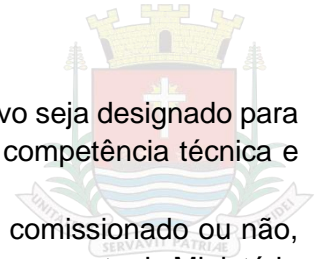 vo seja designado para
competência técnica e
comissionado ou não,
SERVAVIT PATRIAE